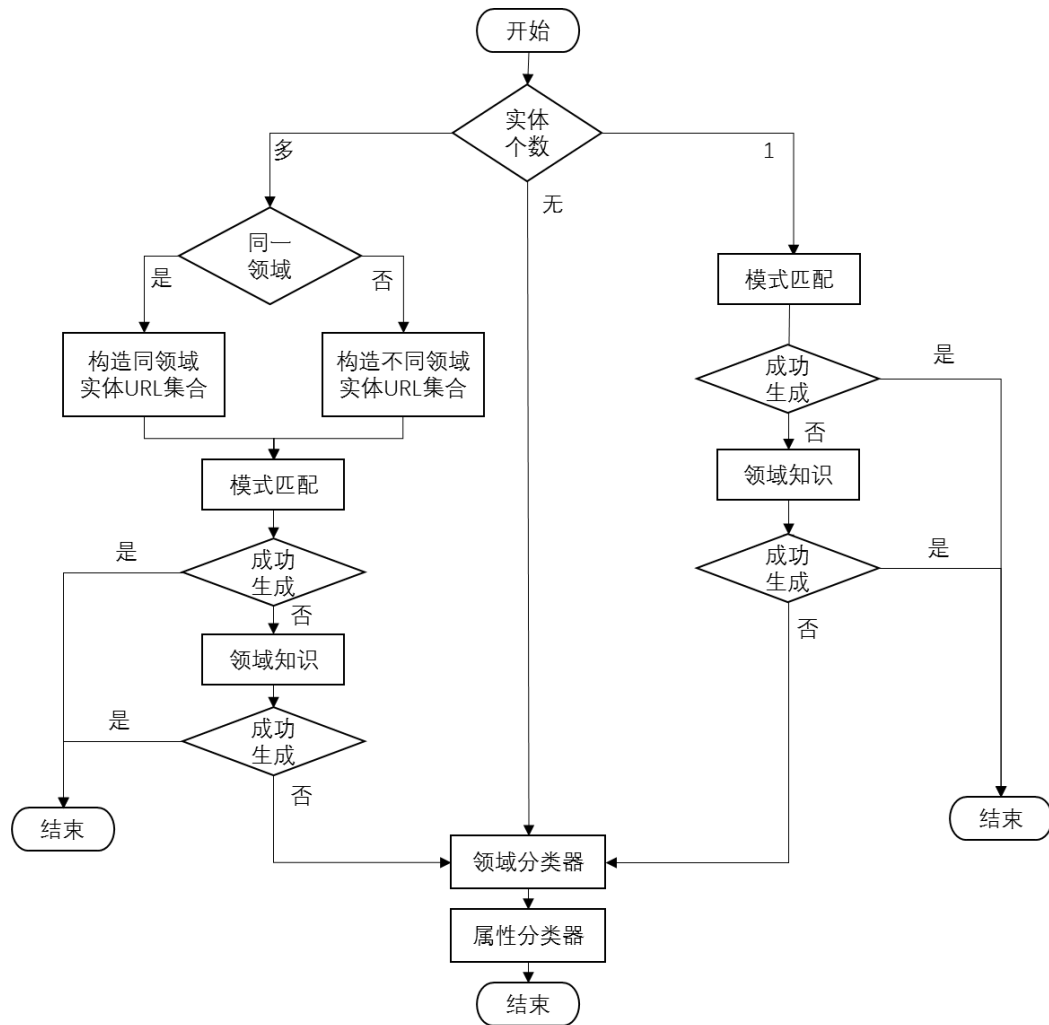 开始
实体
个数
多
无
1
同一
领域
是
否
构造同领域
实体URL集合
构造不同领域
实体URL集合
模式匹配
成功
生成
是
否
领域知识
成功
生成
是
否
结束
模式匹配
成功
生成
是
否
领域知识
成功
生成
是
否
结束
领域分类器
属性分类器
结束